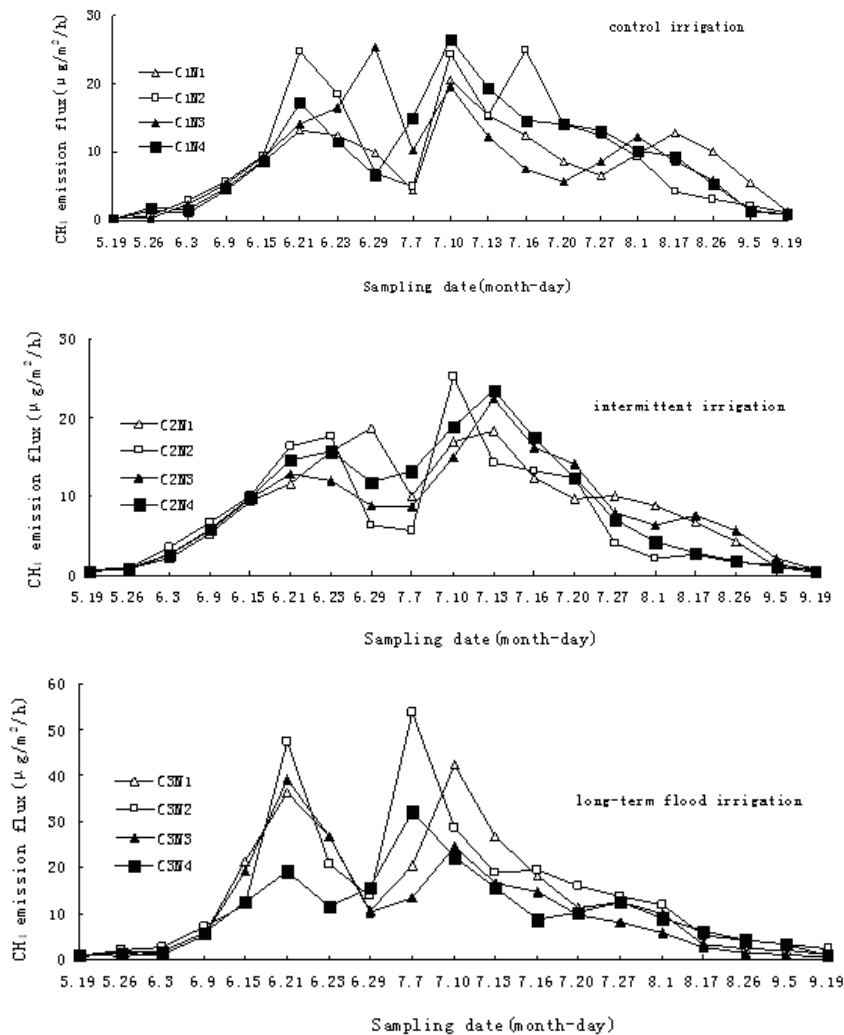 CH₄ emission flux(μg/m²/h)
30
20
10
0
control irrigation
C1N1
C1N2
C1N3
C1N4
5.19 5.26 6.3 6.9 6.15 6.21 6.23 6.29 7.7 7.10 7.13 7.16 7.20 7.27 8.1 8.17 8.26 9.5 9.19
Sampling date(month-day)
CH₄ emission flux(μg/m²/h)
30
20
10
0
intermittent irrigation
C2N1
C2N2
C2N3
C2N4
5.19 5.26 6.3 6.9 6.15 6.21 6.23 6.29 7.7 7.10 7.13 7.16 7.20 7.27 8.1 8.17 8.26 9.5 9.19
Sampling date(month-day)
CH₄ emission flux(μg/m²/h)
60
50
40
30
20
10
0
long-term flood irrigation
C3N1
C3N2
C3N3
C3N4
5.19 5.26 6.3 6.9 6.15 6.21 6.23 6.29 7.7 7.10 7.13 7.16 7.20 7.27 8.1 8.17 8.26 9.5 9.19
Sampling date(month-day)